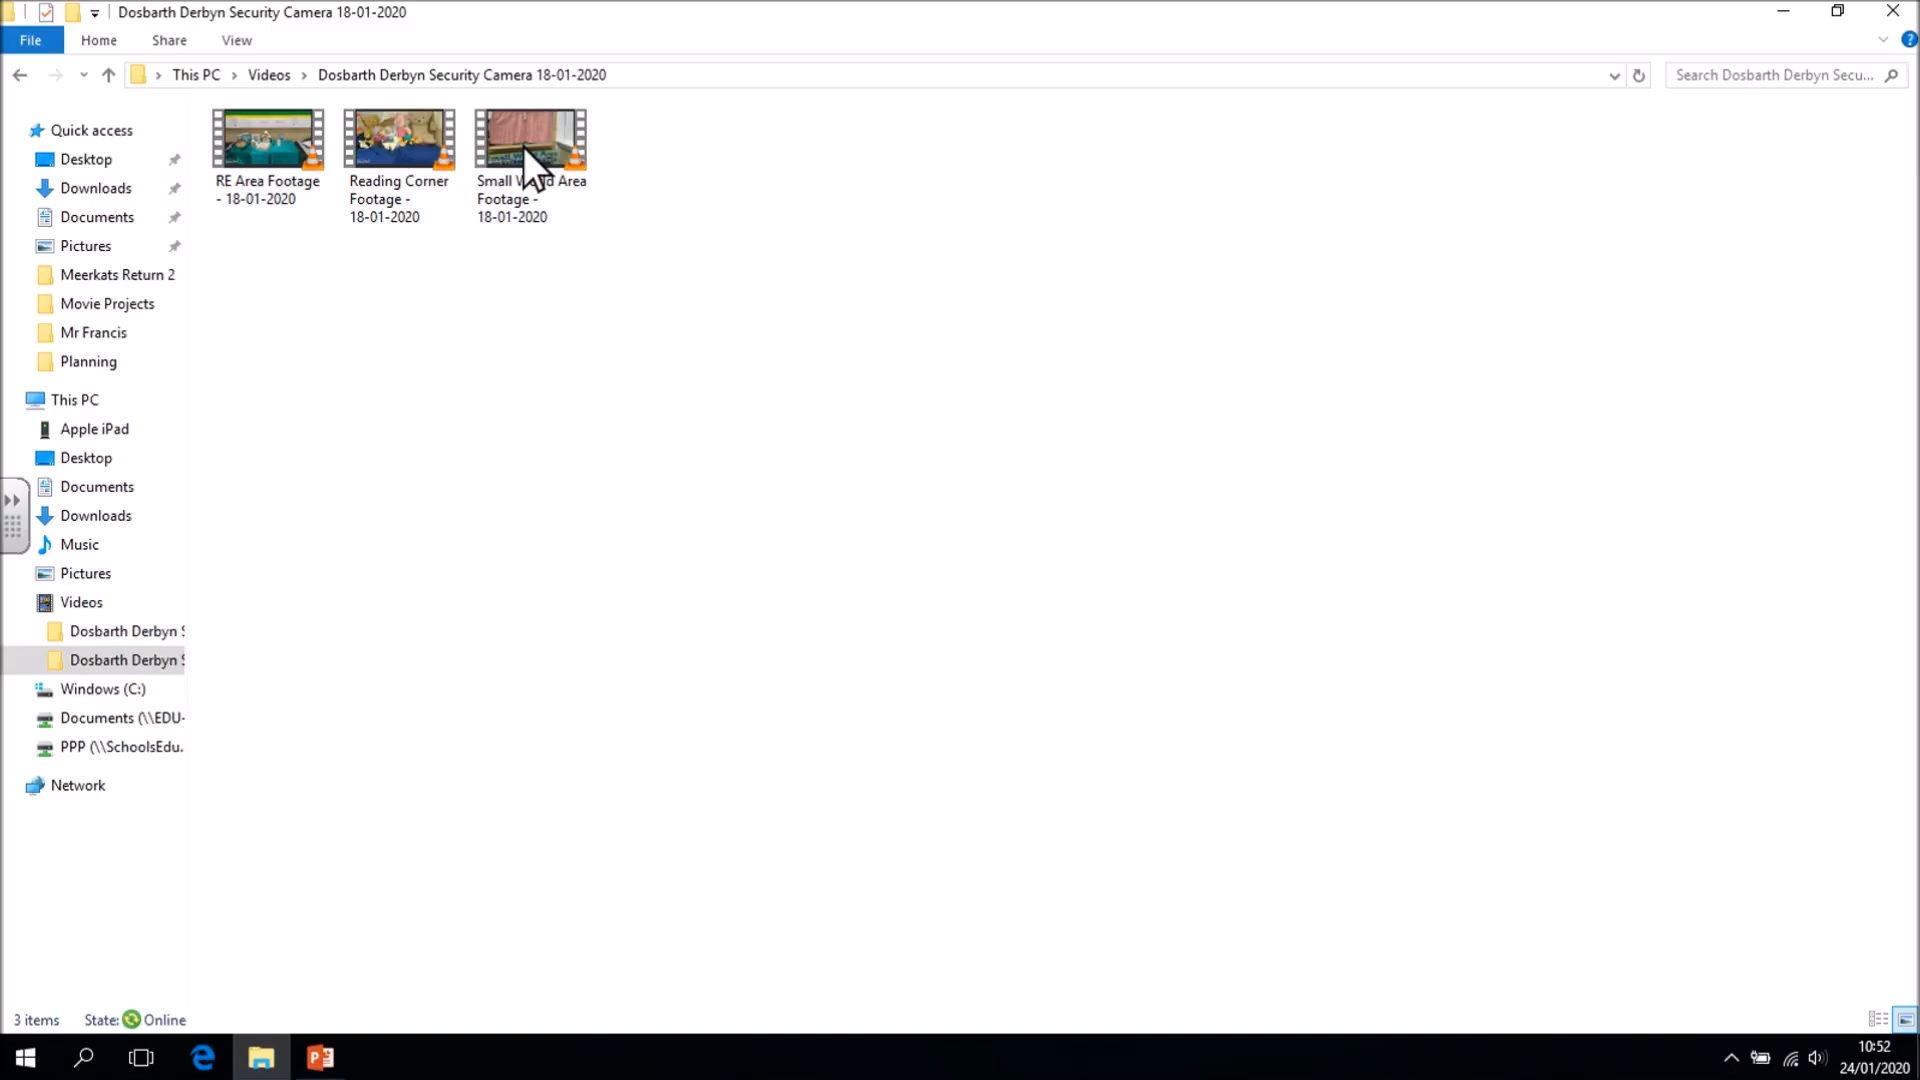 Dosbarth Derbyn Security Camera 18-01-2020
File Home Share View
This PC Videos Dosbarth Derbyn Security Camera 18-01-2020
Search Dosbarth Derbyn Secu...
Quick access
Desktop
Downloads
Documents
Pictures
Meerkats Return 2
Movie Projects
Mr Francis
Planning
This PC
Apple iPad
Desktop
Documents
Downloads
Music
Pictures
Videos
Dosbarth Derbyn S
Dosbarth Derbyn S
Windows (C:)
Documents (\\EDU-
PPP (\\SchoolsEdu.
Network
RE Area Footage
- 18-01-2020
Reading Corner
Footage -
18-01-2020
Small Area
Footage -
18-01-2020
3 items State: Online
10:52
24/01/2020